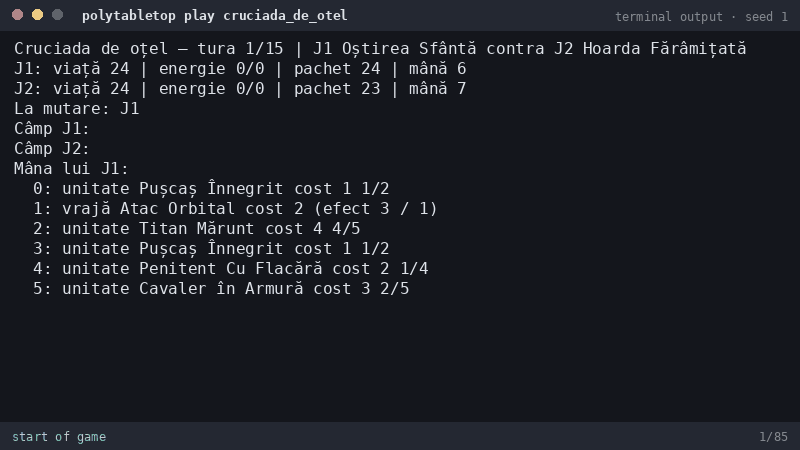 polytabletop play cruciada_de_otel
terminal output · seed 1
Cruciada de oțel — tura 1/15 | J1 Oștirea Sfântă contra J2 Hoarda Fărâmițată
J1: viață 24 | energie 0/0 | pachet 24 | mână 6
J2: viață 24 | energie 0/0 | pachet 23 | mână 7
La mutare: J1
Câmp J1:
Câmp J2:
Mâna lui J1:
0: unitate Pușcaș Înnegrit cost 1 1/2
1: vrajă Atac Orbital cost 2 (efect 3 / 1)
2: unitate Titan Mărunt cost 4 4/5
3: unitate Pușcaș Înnegrit cost 1 1/2
4: unitate Penitent Cu Flacără cost 2 1/4
5: unitate Cavaler în Armură cost 3 2/5
start of game
1/85